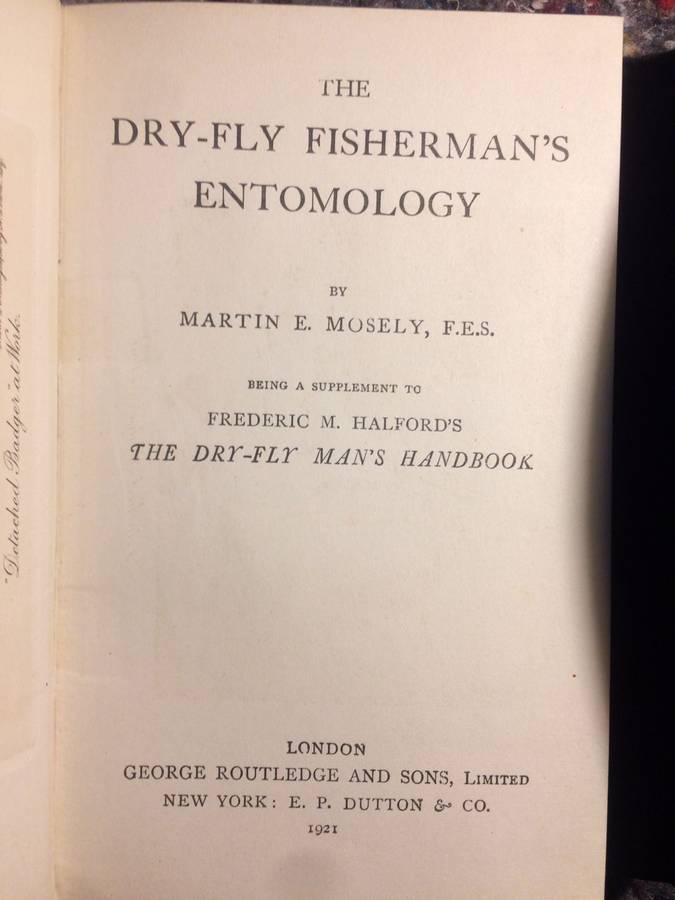 "Detached Badger" at Work.
THE
DRY-FLY FISHERMAN'S
ENTOMOLOGY
BY
MARTIN E. MOSELY, F.E.S.
BEING A SUPPLEMENT TO
FREDERIC M. HALFORD'S
THE DRY-FLY MAN'S HANDBOOK
LONDON
GEORGE ROUTLEDGE AND SONS, LIMITED
NEW YORK: E. P. DUTTON & CO.
1921